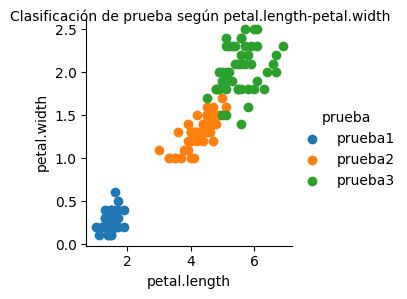 Clasificación de prueba según petal.length-petal.width
2.5
2.0
1.5
1.0
0.5
0.0
petal.width
2
4
6
petal.length
prueba
prueba1
prueba2
prueba3